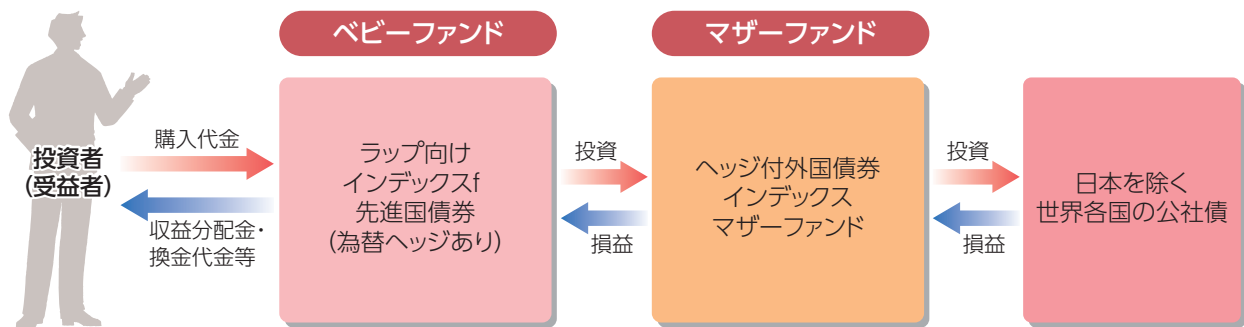 ベビーファンド
マザーファンド
投資者
(受益者)
購入代金
収益分配金・
換金代金等
ラップ向け
インデックスf
先進国債券
(為替ヘッジあり)
投資
損益
ヘッジ付外国債券
インデックス
マザーファンド
投資
損益
日本を除く
世界各国の公社債